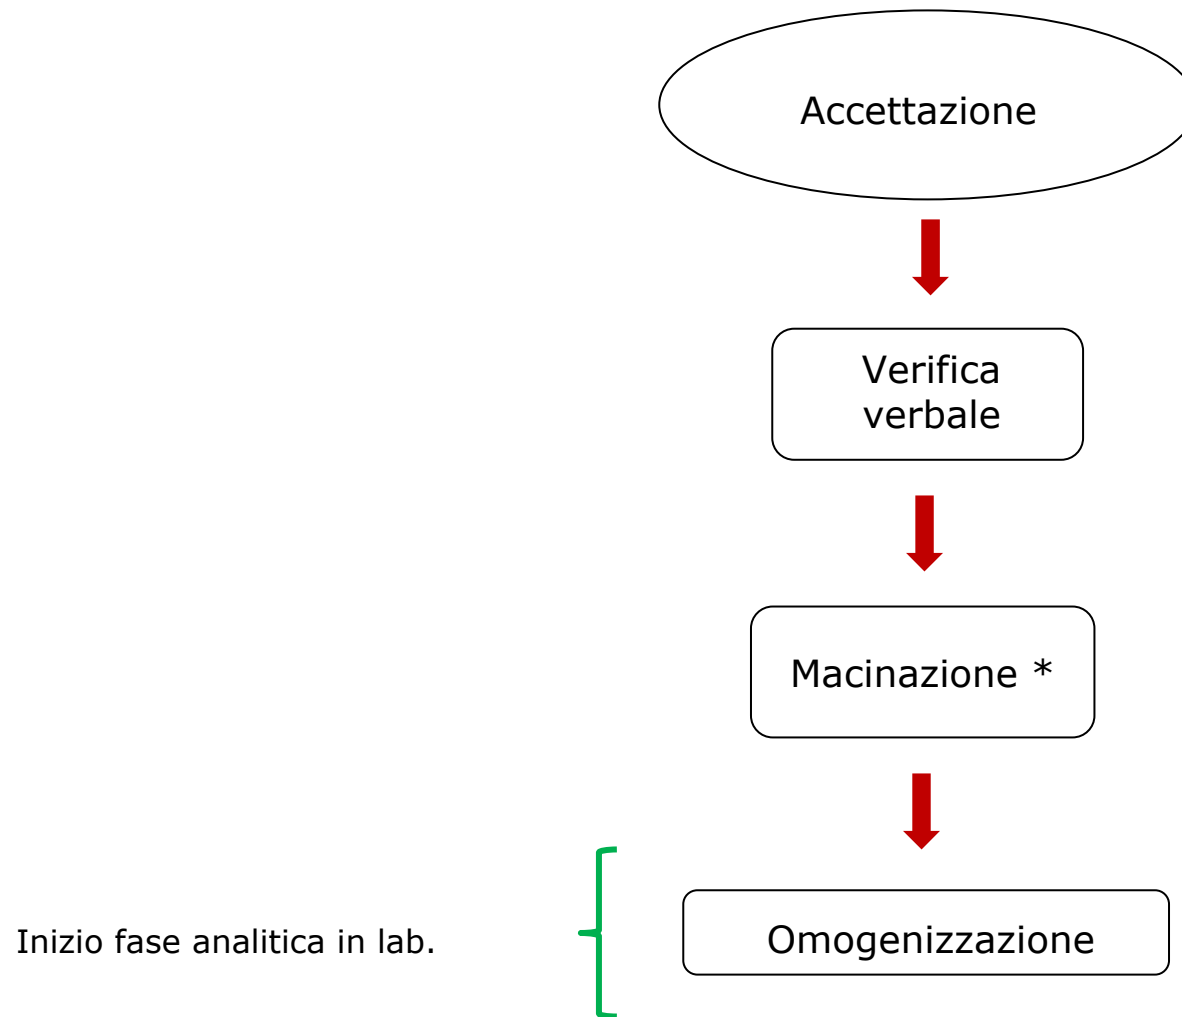 Accettazione
Verifica
verbale
Macinazione *
Inizio fase analitica in lab.
Omogenizzazione